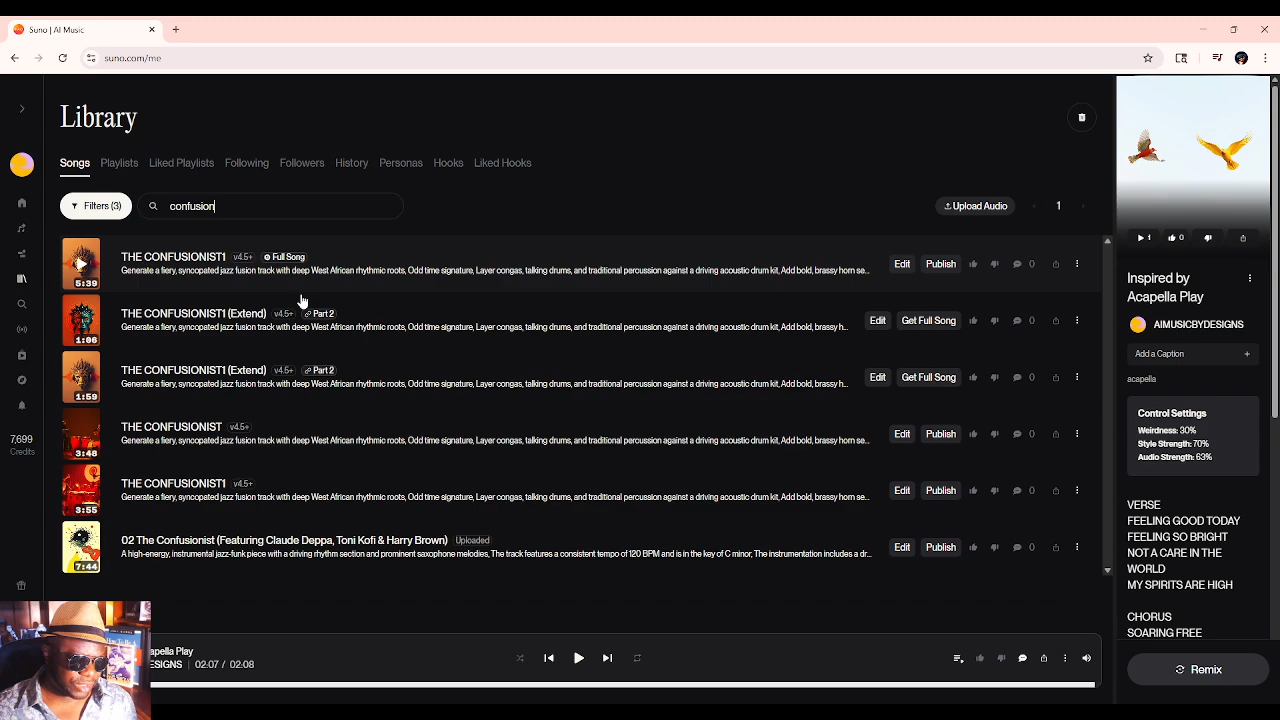 Suno | AI Music
suno.com/me
Library
Songs Playlists Liked Playlists Following Followers History Personas Hooks Liked Hooks
Filters (3) confusion Upload Audio 1
THE CONFUSIONIST1 v4.5+ Full Song
Generate a fiery, syncopated jazz fusion track with deep West African rhythmic roots, Odd time signature, Layer congas, talking drums, and traditional percussion against a driving acoustic drum kit, Add bold, brassy horn se...
5:39
Edit Publish 0
THE CONFUSIONIST1 (Extend) v4.5+ Part 2
Generate a fiery, syncopated jazz fusion track with deep West African rhythmic roots, Odd time signature, Layer congas, talking drums, and traditional percussion against a driving acoustic drum kit, Add bold, brassy h...
1:06
Edit Get Full Song 0
THE CONFUSIONIST1 (Extend) v4.5+ Part 2
Generate a fiery, syncopated jazz fusion track with deep West African rhythmic roots, Odd time signature, Layer congas, talking drums, and traditional percussion against a driving acoustic drum kit, Add bold, brassy h...
1:59
Edit Get Full Song 0
THE CONFUSIONIST v4.5+
Generate a fiery, syncopated jazz fusion track with deep West African rhythmic roots, Odd time signature, Layer congas, talking drums, and traditional percussion against a driving acoustic drum kit, Add bold, brassy horn se...
3:48
Edit Publish 0
THE CONFUSIONIST1 v4.5+
Generate a fiery, syncopated jazz fusion track with deep West African rhythmic roots, Odd time signature, Layer congas, talking drums, and traditional percussion against a driving acoustic drum kit, Add bold, brassy horn se...
3:55
Edit Publish 0
02 The Confusionist (Featuring Claude Deppa, Toni Kofi & Harry Brown) Uploaded
A high-energy, instrumental jazz-funk piece with a driving rhythm section and prominent saxophone melodies, The track features a consistent tempo of 120 BPM and is in the key of C minor, The instrumentation includes a dr...
7:44
Edit Publish 0
7,699
Credits
apella Play
DESIGNS 02:07 / 02:08
1 0
Inspired by
Acapella Play
AIMUSICBYDESIGNS
Add a Caption +
acapella
Control Settings
Weirdness: 30%
Style Strength: 70%
Audio Strength: 63%
VERSE
FEELING GOOD TODAY
FEELING SO BRIGHT
NOT A CARE IN THE
WORLD
MY SPIRITS ARE HIGH
CHORUS
SOARING FREE
Remix